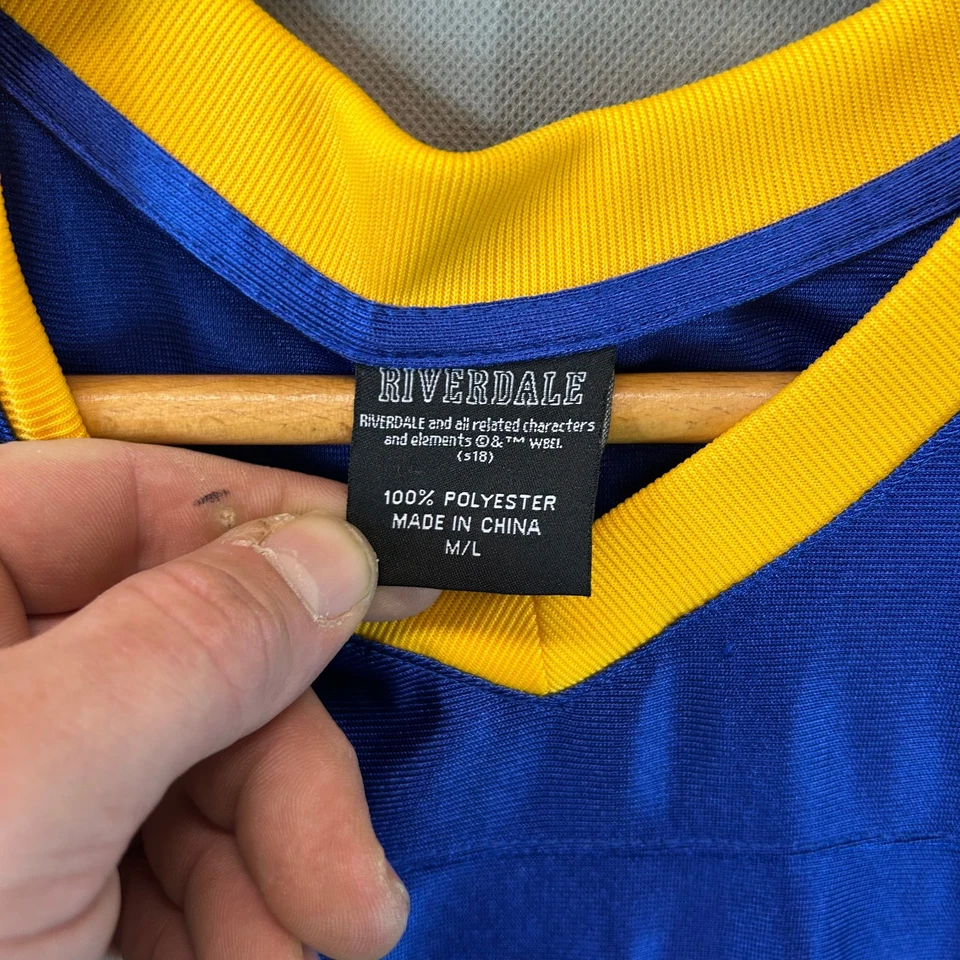 RIVERDALE
RIVERDALE and all related characters
and elements ©&™ WBEI.
(s18)
100% POLYESTER
MADE IN CHINA
M/L